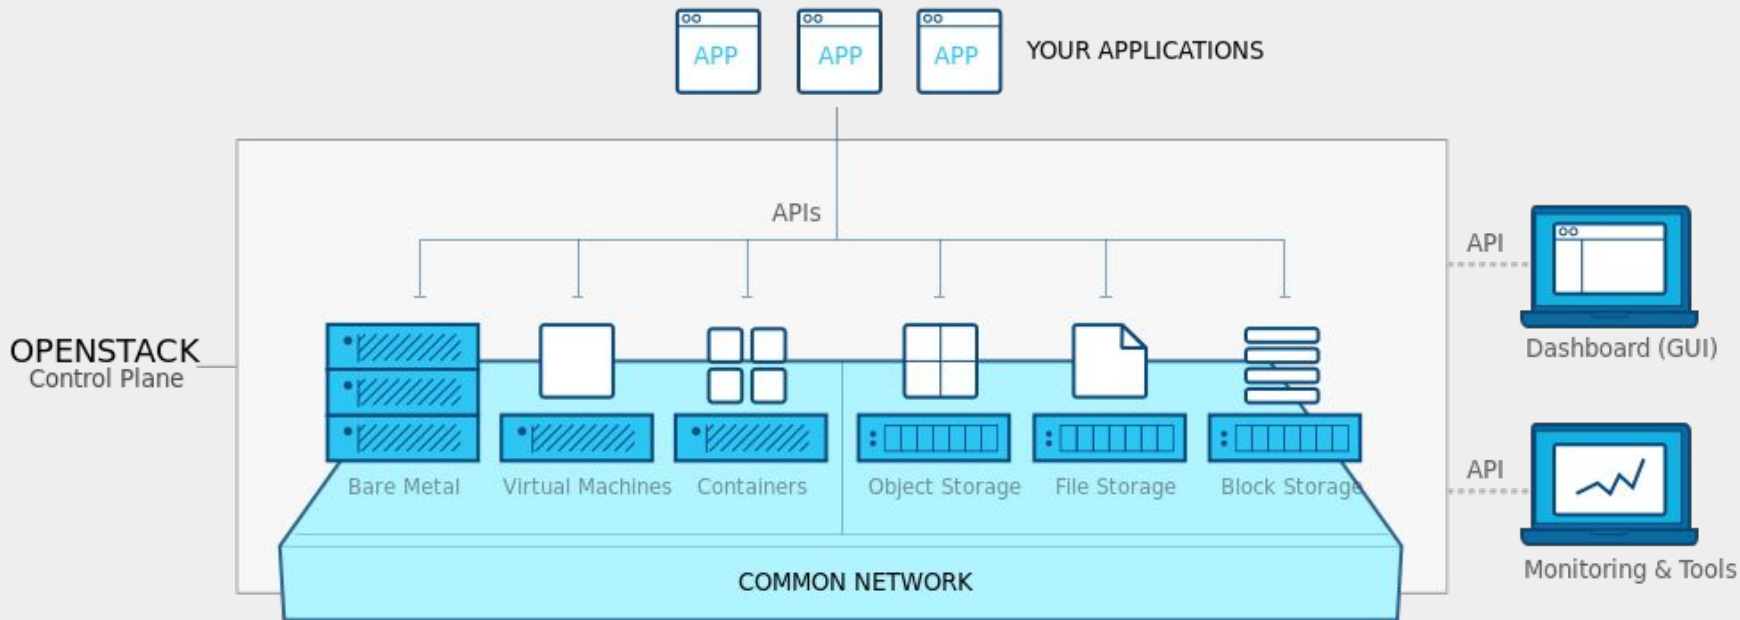 APP
APP
APP
YOUR APPLICATIONS
APIs
API
Dashboard (GUI)
OPENSTACK
Control Plane
Bare Metal
Virtual Machines
Containers
Object Storage
File Storage
Block Storage
API
Monitoring & Tools
COMMON NETWORK